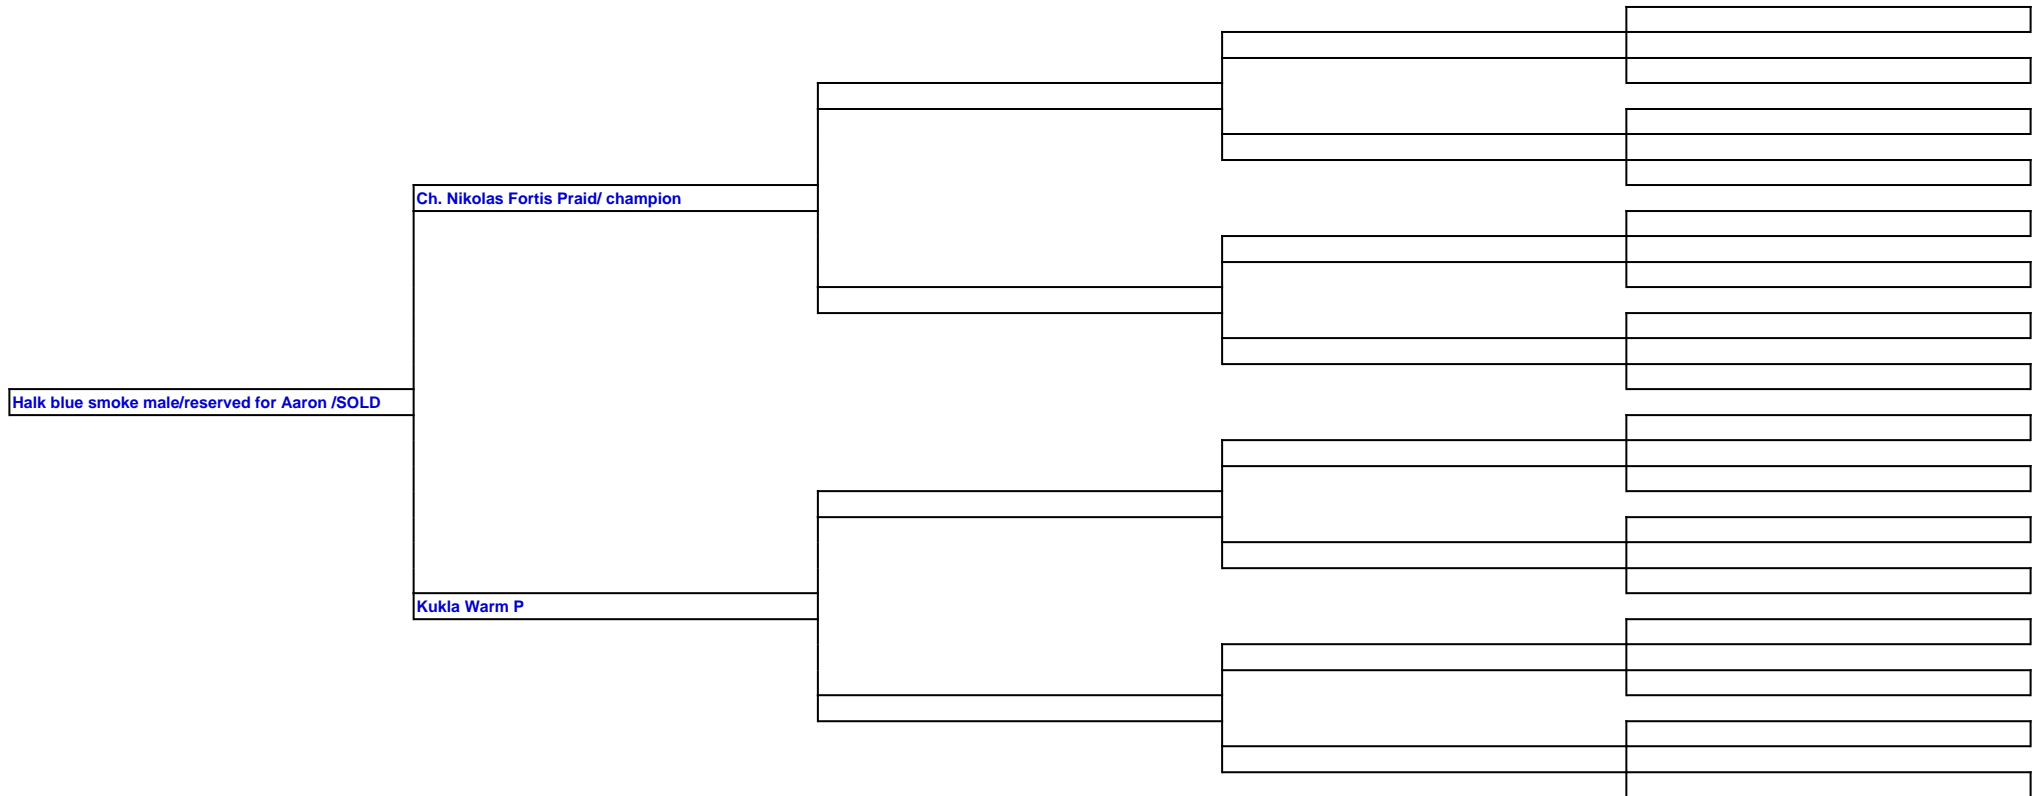 Ch. Nikolas Fortis Praid/ champion
Halk blue smoke male/reserved for Aaron /SOLD
Kukla Warm P